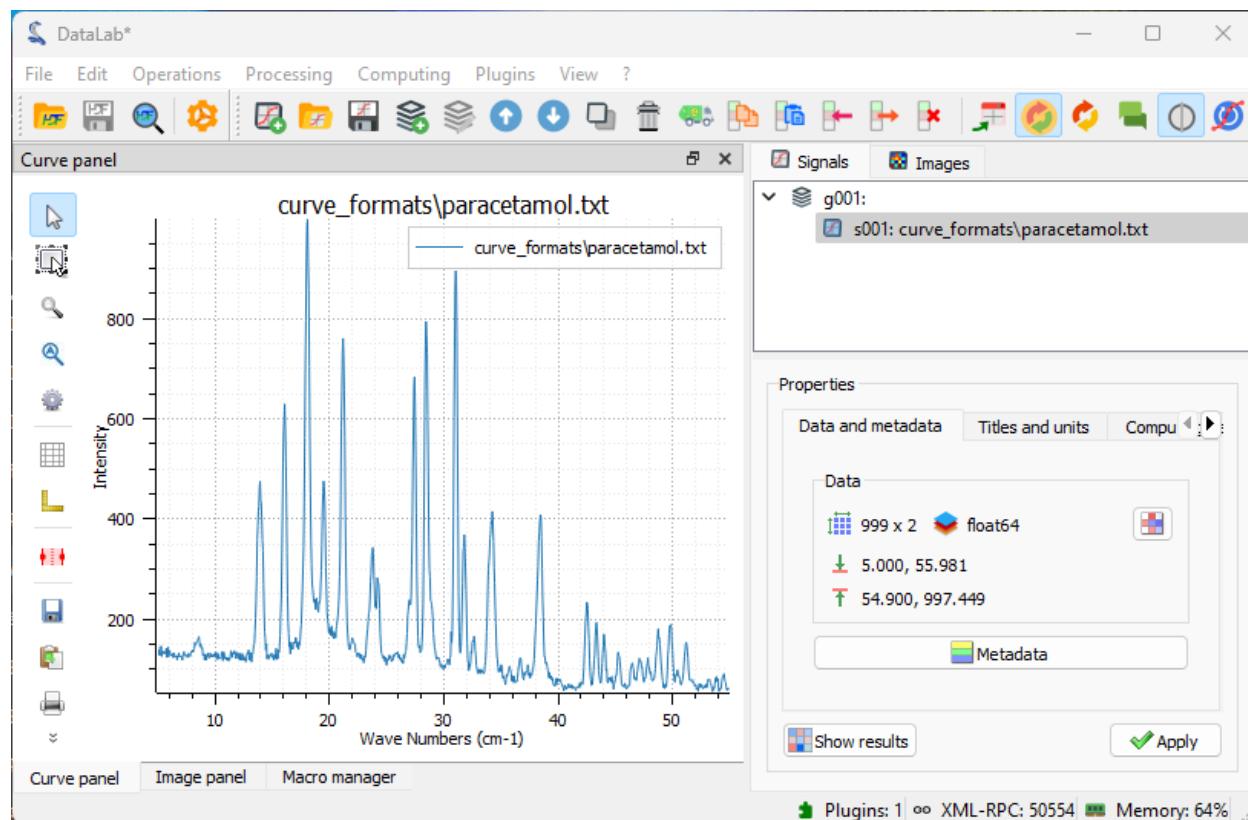 DataLab*
File Edit Operations Processing Computing Plugins View ?
Curve panel
curve_formats\paracetamol.txt
curve_formats\paracetamol.txt
800
600
400
200
Intensity
10 20 30 40 50
Wave Numbers (cm-1)
Curve panel Image panel Macro manager
Signals Images
g001:
s001: curve_formats\paracetamol.txt
Properties
Data and metadata Titles and units Compu
Data
999 x 2 float64
5.000, 55.981
54.900, 997.449
Metadata
Show results Apply
Plugins: 1 XML-RPC: 50554 Memory: 64%